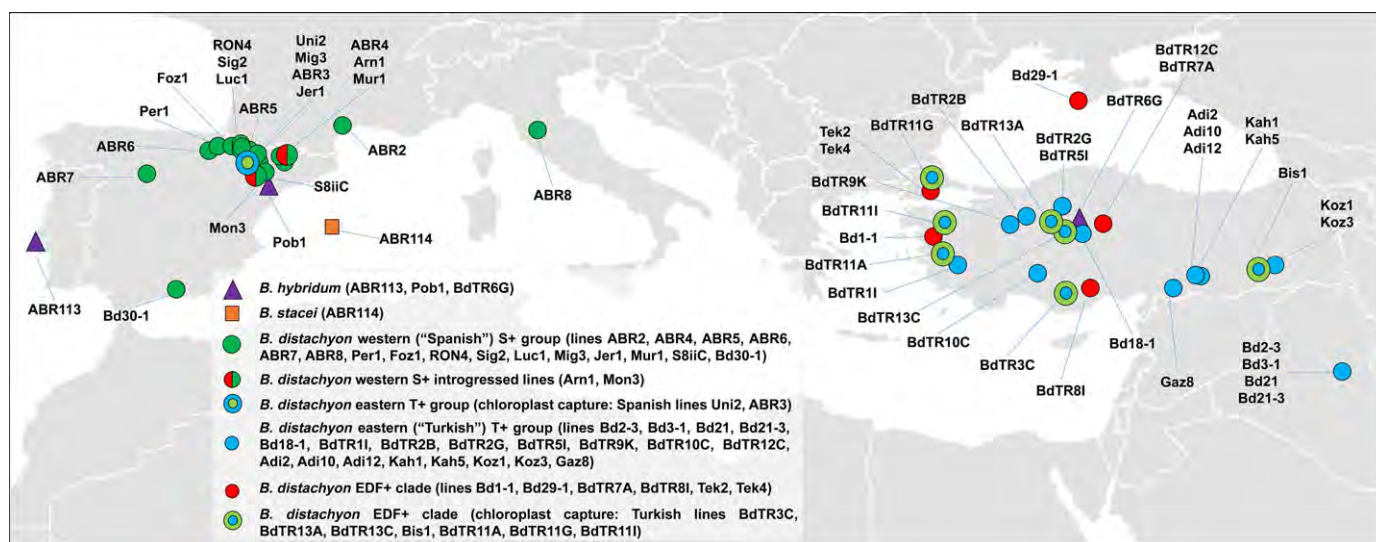 RON4
Sig2
Luc1
Uni2
Mig3
ABR3
Jer1
ABR4
Arn1
Mur1
Foz1
Per1
ABR5
ABR6
ABR7
ABR2
ABR8
S8iiC
Mon3
Pob1
ABR114
ABR113
Bd30-1
Bd29-1
BdTR12C
BdTR7A
BdTR2B
BdTR6G
BdTR11G
BdTR13A
Tek2
Tek4
BdTR2G
BdTR5I
Adi2
Adi10
Adi12
Kah1
Kah5
Bis1
Koz1
Koz3
BdTR9K
BdTR11I
Bd1-1
BdTR11A
BdTR1I
BdTR13C
BdTR10C
BdTR3C
BdTR8I
Bd18-1
Gaz8
Bd2-3
Bd3-1
Bd21
Bd21-3
B. hybridum (ABR113, Pob1, BdTR6G)
B. stacei (ABR114)
B. distachyon western (“Spanish”) S+ group (lines ABR2, ABR4, ABR5, ABR6,
ABR7, ABR8, Per1, Foz1, RON4, Sig2, Luc1, Mig3, Jer1, Mur1, S8iiC, Bd30-1)
B. distachyon western S+ introgressed lines (Arn1, Mon3)
B. distachyon eastern T+ group (chloroplast capture: Spanish lines Uni2, ABR3)
B. distachyon eastern (“Turkish”) T+ group (lines Bd2-3, Bd3-1, Bd21, Bd21-3,
Bd18-1, BdTR1I, BdTR2B, BdTR2G, BdTR5I, BdTR9K, BdTR10C, BdTR12C,
Adi2, Adi10, Adi12, Kah1, Kah5, Koz1, Koz3, Gaz8)
B. distachyon EDF+ clade (lines Bd1-1, Bd29-1, BdTR7A, BdTR8I, Tek2, Tek4)
B. distachyon EDF+ clade (chloroplast capture: Turkish lines BdTR3C,
BdTR13A, BdTR13C, Bis1, BdTR11A, BdTR11G, BdTR11I)